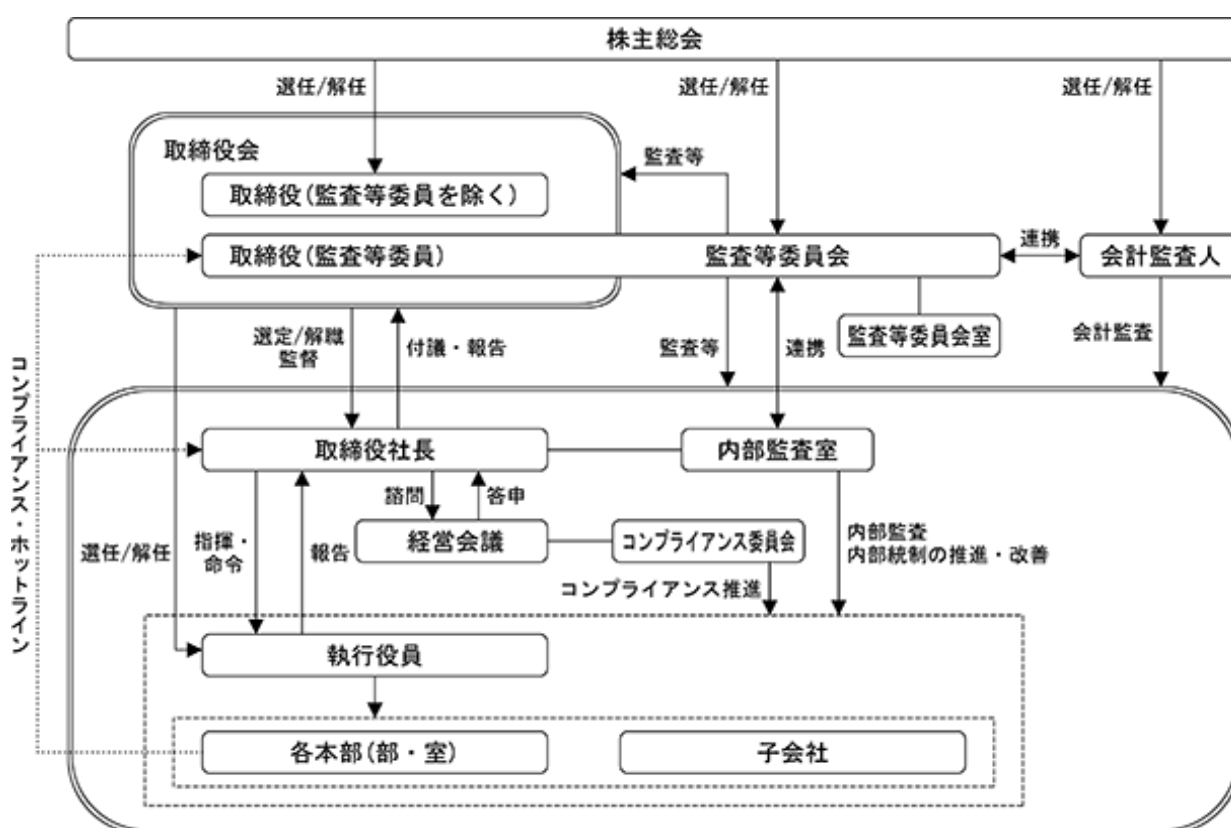 株主総会
選任/解任
選任/解任
選任/解任
取締役会
監査等
取締役(監査等委員を除く)
取締役(監査等委員)
監査等委員会
連携
会計監査人
選定/解職
監督
付議・報告
監査等
連携
監査等委員会室
会計監査
コンプライアンス・ホットライン
取締役社長
内部監査室
諮問
答申
選任/解任
指揮・
命令
報告
経営会議
コンプライアンス委員会
内部監査
内部統制の推進・改善
コンプライアンス推進
執行役員
各本部(部・室)
子会社